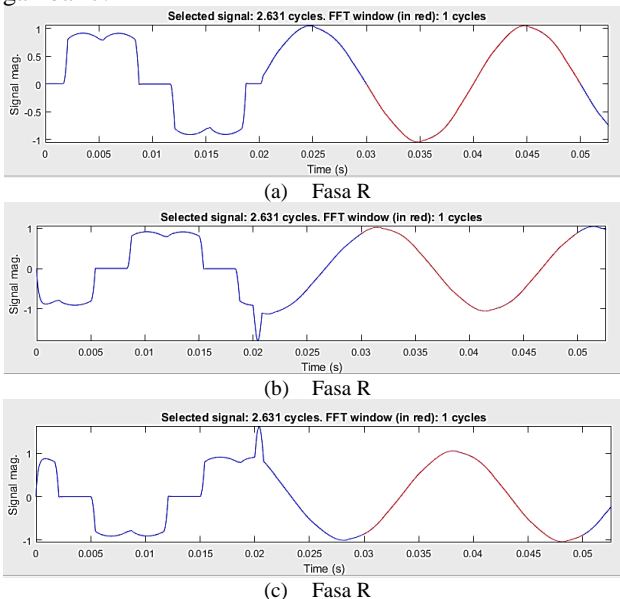 Selected signal: 2.631 cycles. FFT window (in red): 1 cycles
Signal mag.
1
0.5
0
-0.5
-1
0 0.005 0.01 0.015 0.02 0.025 0.03 0.035 0.04 0.045 0.05
Time (s)
(a) Fasa R
Selected signal: 2.631 cycles. FFT window (in red): 1 cycles
Signal mag.
1
0
-1
0 0.005 0.01 0.015 0.02 0.025 0.03 0.035 0.04 0.045 0.05
Time (s)
(b) Fasa R
Selected signal: 2.631 cycles. FFT window (in red): 1 cycles
Signal mag.
1
0
-1
0 0.005 0.01 0.015 0.02 0.025 0.03 0.035 0.04 0.045 0.05
Time (s)
(c) Fasa R